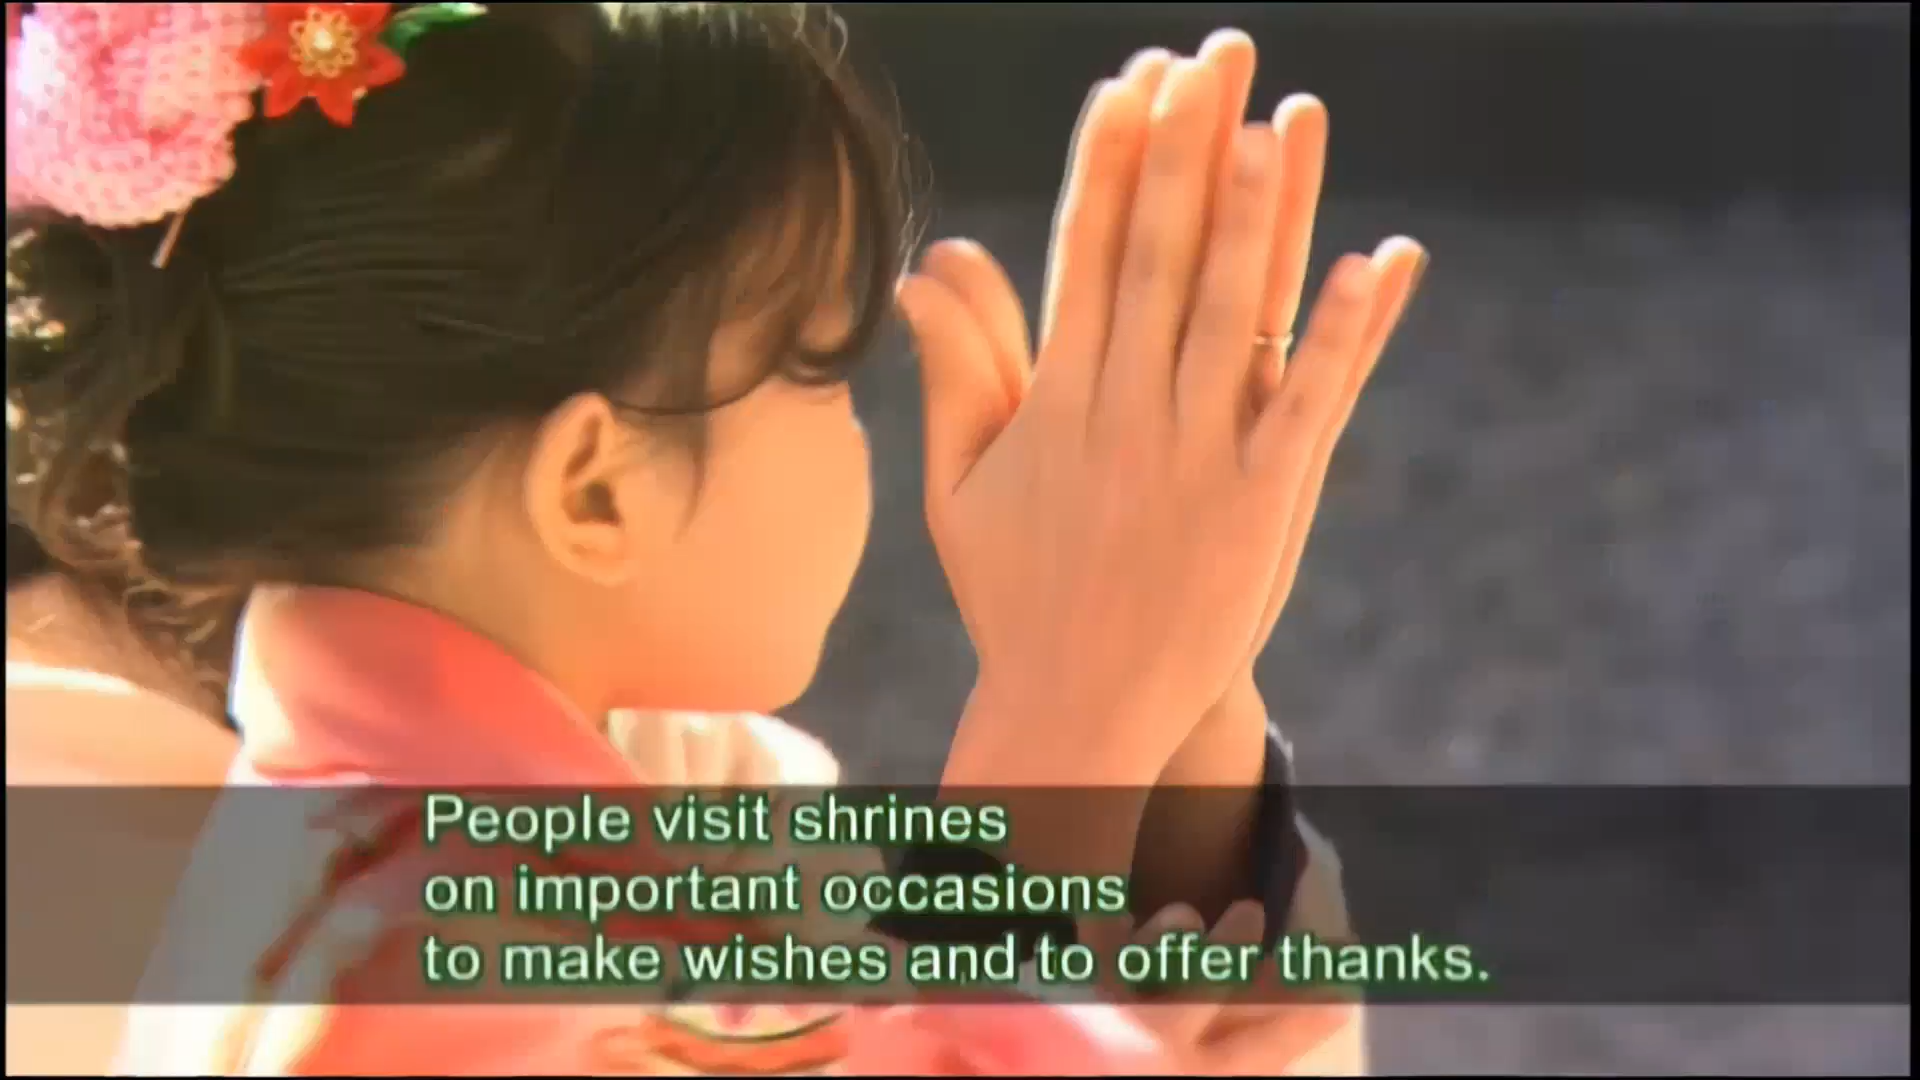 People visit shrines
on important occasions
to make wishes and to offer thanks.